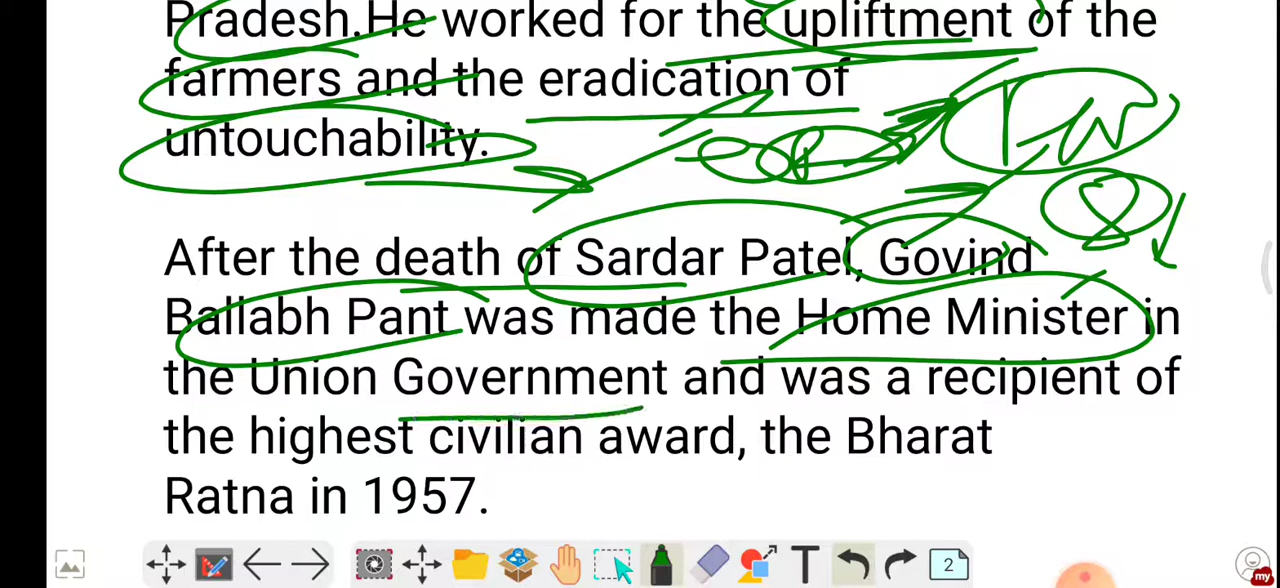 Pradesh.He worked for the upliftment of the
farmers and the eradication of
untouchability.
After the death of Sardar Patel, Govind
Ballabh Pant was made the Home Minister in
the Union Government and was a recipient of
the highest civilian award, the Bharat
Ratna in 1957.
T
2
my